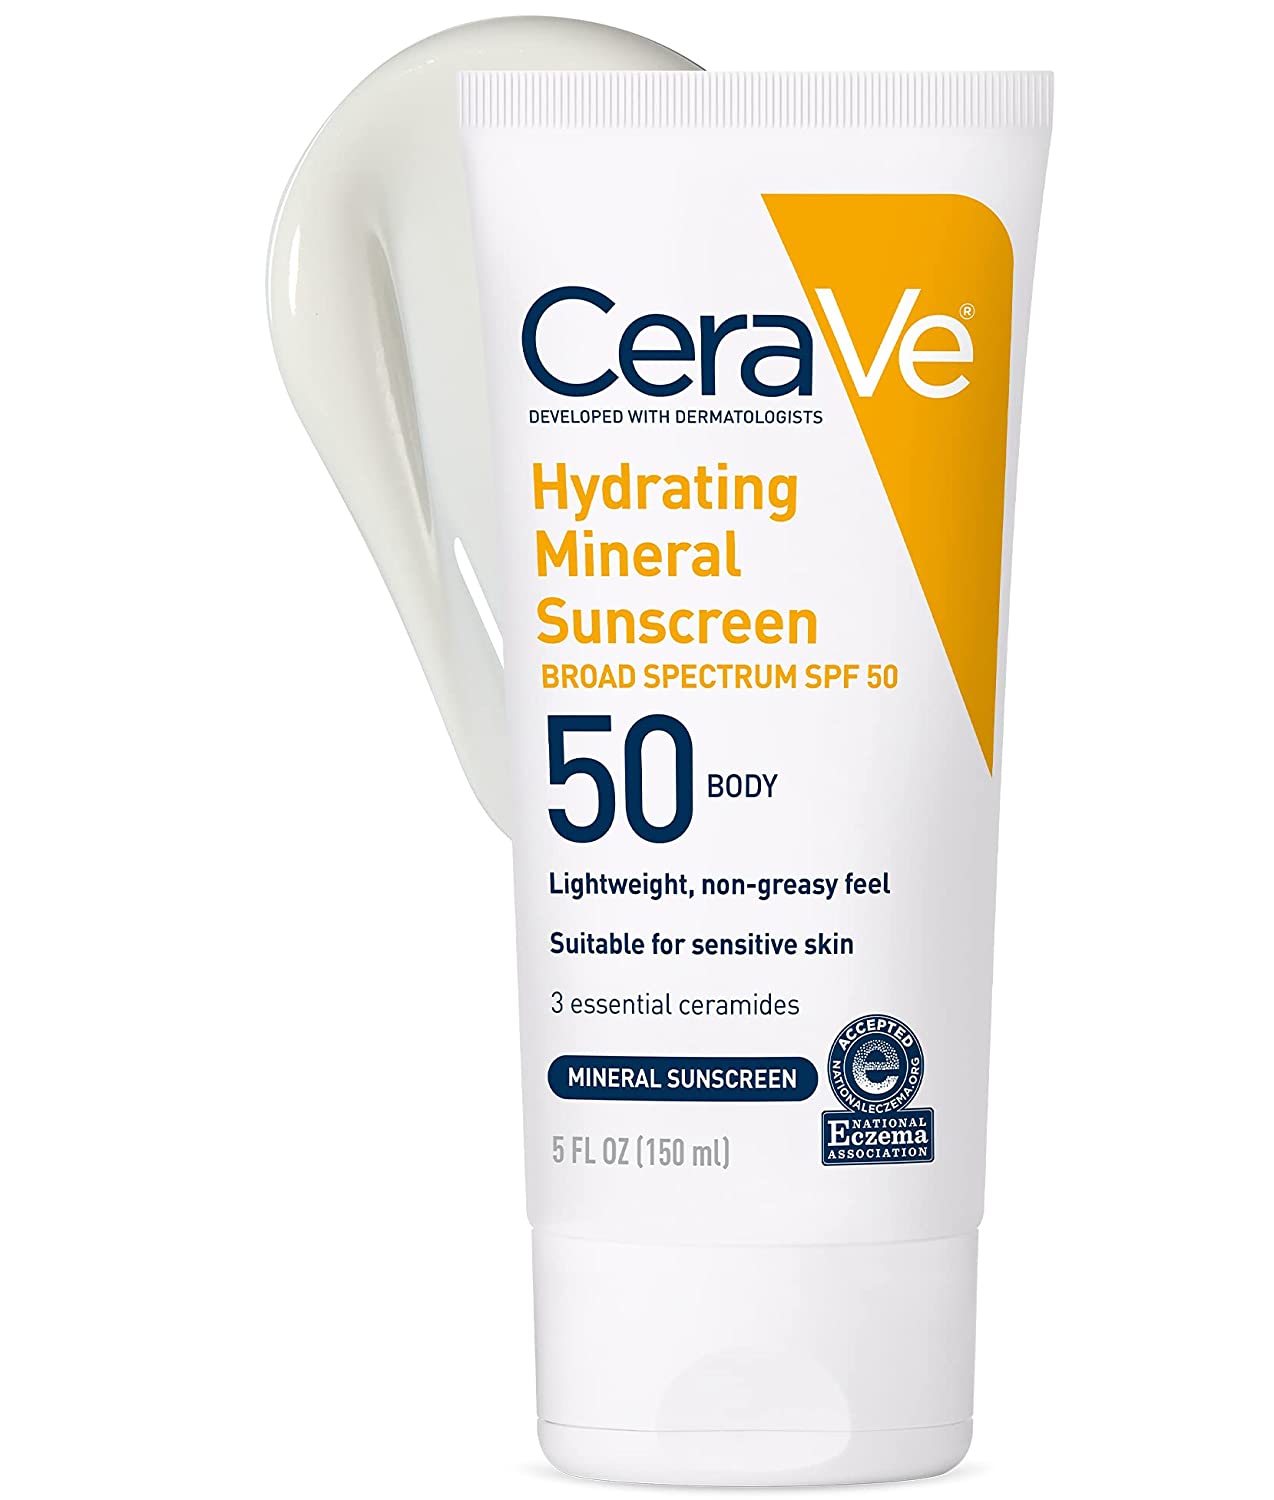 CeraVe®
DEVELOPED WITH DERMATOLOGISTS
Hydrating
Mineral
Sunscreen
BROAD SPECTRUM SPF 50
50 BODY
Lightweight, non-greasy feel
Suitable for sensitive skin
3 essential ceramides
MINERAL SUNSCREEN
5 FL OZ (150 ml)
ACCEPTED
e
NATIONALECZEMA.ORG
NATIONAL
Eczema
ASSOCIATION